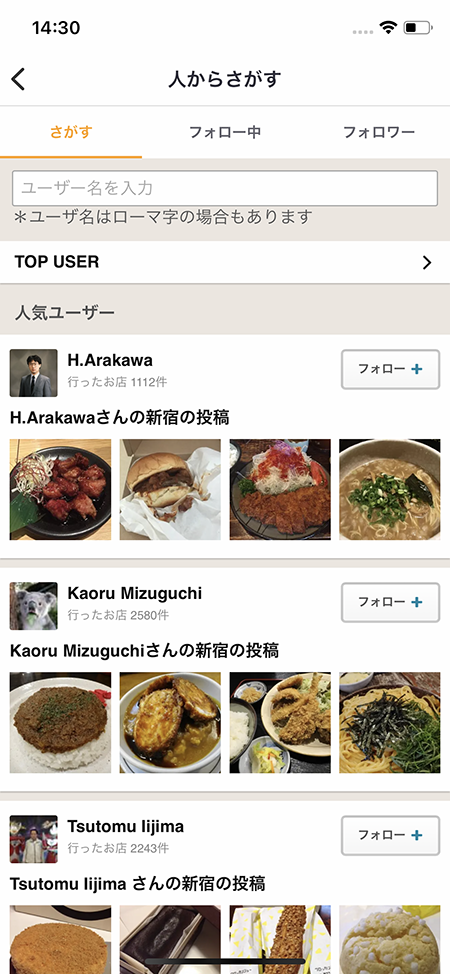 14:30
人からさがす
さがす フォロー中 フォロワー
ユーザー名を入力
＊ユーザ名はローマ字の場合もあります
TOP USER
人気ユーザー
H.Arakawa
行ったお店 1112件
フォロー +
H.Arakawaさんの新宿の投稿
Kaoru Mizuguchi
行ったお店 2580件
フォロー +
Kaoru Mizuguchiさんの新宿の投稿
Tsutomu Iijima
行ったお店 2243件
フォロー +
Tsutomu Iijima さんの新宿の投稿